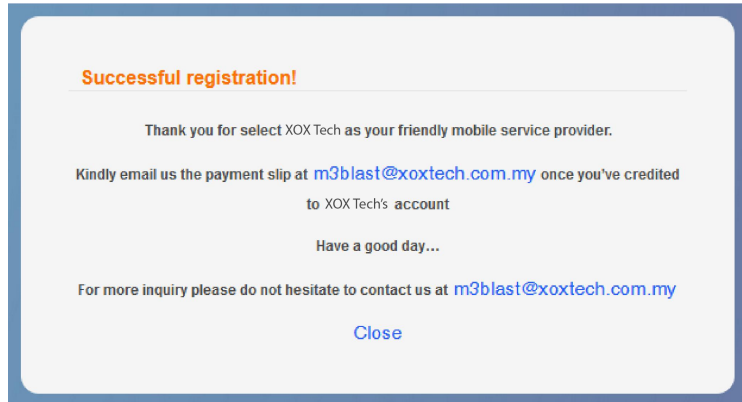 Successful registration!
Thank you for select XOX Tech as your friendly mobile service provider.
Kindly email us the payment slip at m3blast@xoxtech.com.my once you've credited
to XOX Tech's account
Have a good day...
For more inquiry please do not hesitate to contact us at m3blast@xoxtech.com.my
Close